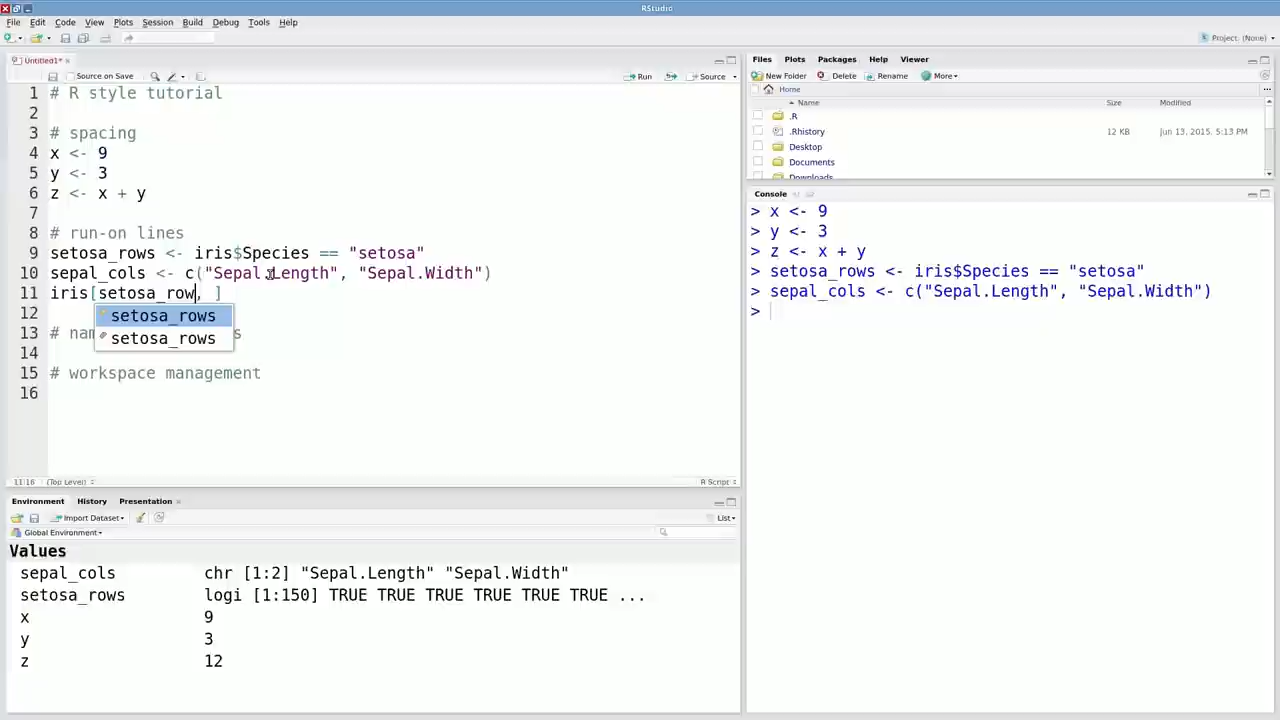 RStudio
File Edit Code View Plots Session Build Debug Tools Help
Project: (None)
Untitled1*
Source on Save
Run
Source
1 # R style tutorial
2
3 # spacing
4 x <- 9
5 y <- 3
6 z <- x + y
7
8 # run-on lines
9 setosa_rows <- iris$Species == "setosa"
10 sepal_cols <- c("Sepal.Length", "Sepal.Width")
11 iris[setosa_row, ]
setosa_rows
setosa_rows
12
13 # nam s
14
15 # workspace management
16
11:16 (Top Level) R Script
Environment History Presentation
Import Dataset List
Global Environment
Values
sepal_cols chr [1:2] "Sepal.Length" "Sepal.Width"
setosa_rows logi [1:150] TRUE TRUE TRUE TRUE TRUE TRUE ...
x 9
y 3
z 12
Files Plots Packages Help Viewer
New Folder Delete Rename More
Home ...
Name Size Modified
.R
.Rhistory 12 KB Jun 13, 2015, 5:13 PM
Desktop
Documents
Downloads
Console
> x <- 9
> y <- 3
> z <- x + y
> setosa_rows <- iris$Species == "setosa"
> sepal_cols <- c("Sepal.Length", "Sepal.Width")
>